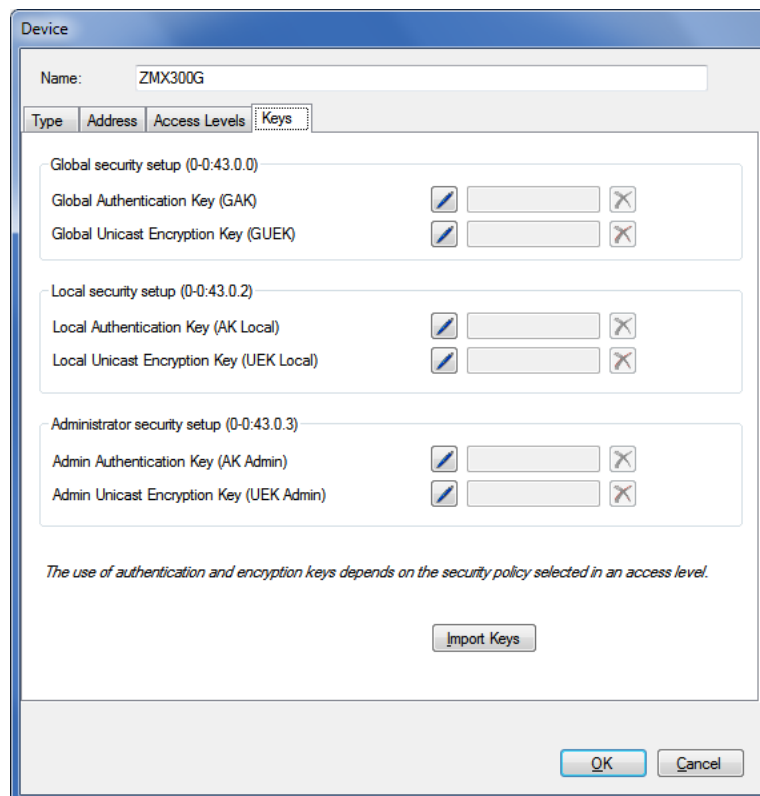 Device
Name: ZMX300G
Type Address Access Levels Keys
Global security setup (0-0:43.0.0)
Global Authentication Key (GAK)
Global Unicast Encryption Key (GUEK)
Local security setup (0-0:43.0.2)
Local Authentication Key (AK Local)
Local Unicast Encryption Key (UEK Local)
Administrator security setup (0-0:43.0.3)
Admin Authentication Key (AK Admin)
Admin Unicast Encryption Key (UEK Admin)
The use of authentication and encryption keys depends on the security policy selected in an access level.
Import Keys
OK Cancel